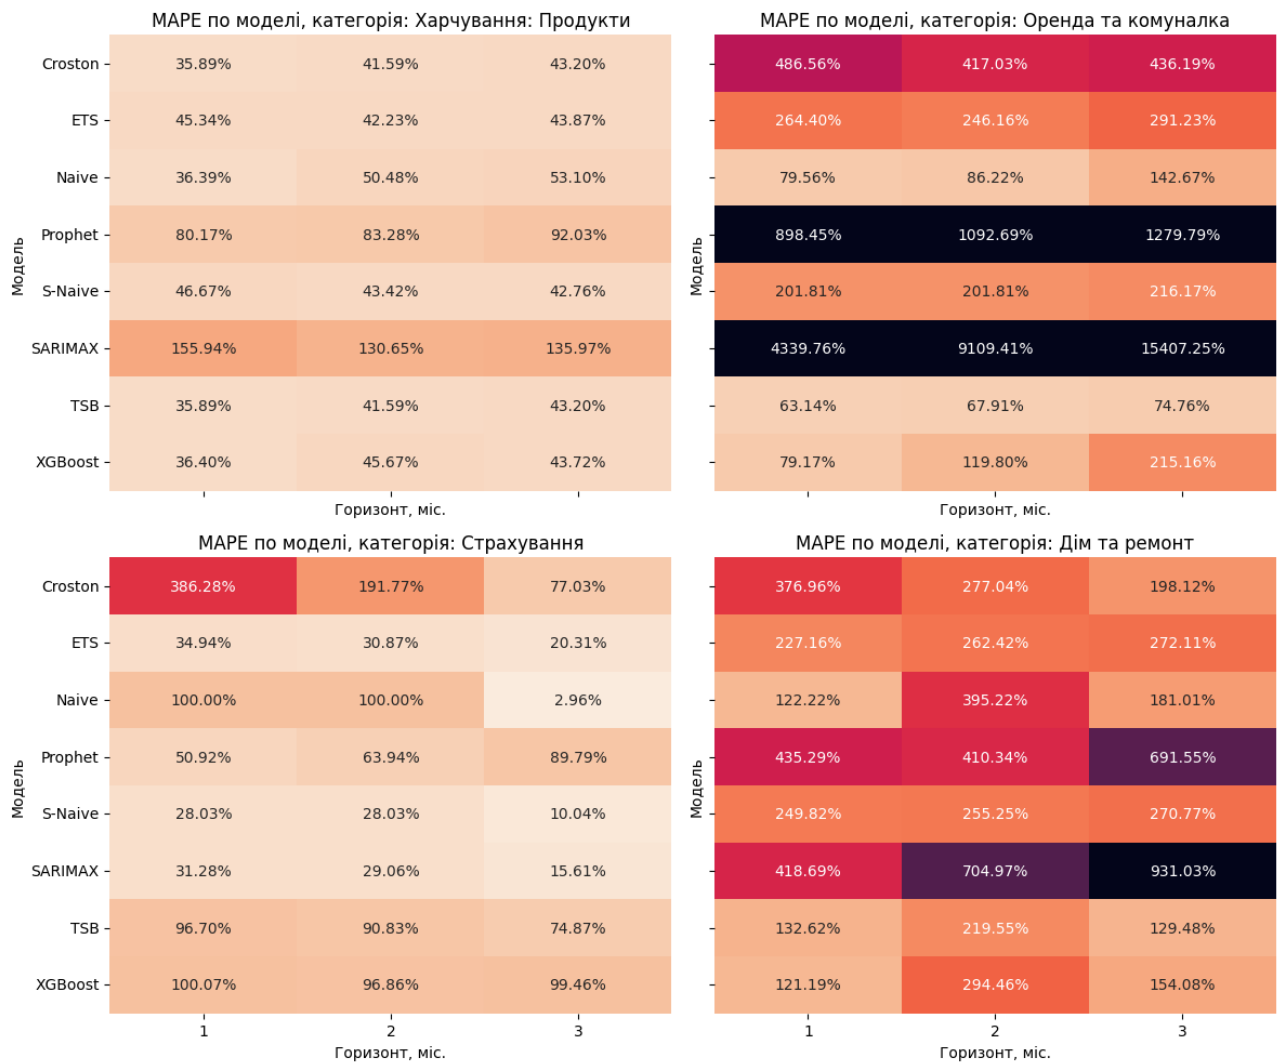 MAPE по моделі, категорія: Харчування: Продукти
Модель
Croston 35.89% 41.59% 43.20%
ETS 45.34% 42.23% 43.87%
Naive 36.39% 50.48% 53.10%
Prophet 80.17% 83.28% 92.03%
S-Naive 46.67% 43.42% 42.76%
SARIMAX 155.94% 130.65% 135.97%
TSB 35.89% 41.59% 43.20%
XGBoost 36.40% 45.67% 43.72%
Горизонт, міс.
MAPE по моделі, категорія: Оренда та комуналка
Модель
486.56% 417.03% 436.19%
264.40% 246.16% 291.23%
79.56% 86.22% 142.67%
898.45% 1092.69% 1279.79%
201.81% 201.81% 216.17%
4339.76% 9109.41% 15407.25%
63.14% 67.91% 74.76%
79.17% 119.80% 215.16%
Горизонт, міс.
MAPE по моделі, категорія: Страхування
Модель
Croston 386.28% 191.77% 77.03%
ETS 34.94% 30.87% 20.31%
Naive 100.00% 100.00% 2.96%
Prophet 50.92% 63.94% 89.79%
S-Naive 28.03% 28.03% 10.04%
SARIMAX 31.28% 29.06% 15.61%
TSB 96.70% 90.83% 74.87%
XGBoost 100.07% 96.86% 99.46%
1 2 3
Горизонт, міс.
MAPE по моделі, категорія: Дім та ремонт
Модель
376.96% 277.04% 198.12%
227.16% 262.42% 272.11%
122.22% 395.22% 181.01%
435.29% 410.34% 691.55%
249.82% 255.25% 270.77%
418.69% 704.97% 931.03%
132.62% 219.55% 129.48%
121.19% 294.46% 154.08%
1 2 3
Горизонт, міс.